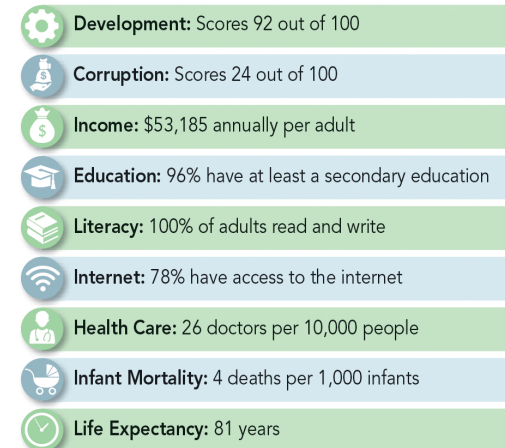 Development: Scores 92 out of 100
Corruption: Scores 24 out of 100
Income: $53,185 annually per adult
Education: 96% have at least a secondary education
Literacy: 100% of adults read and write
Internet: 78% have access to the internet
Health Care: 26 doctors per 10,000 people
Infant Mortality: 4 deaths per 1,000 infants
Life Expectancy: 81 years